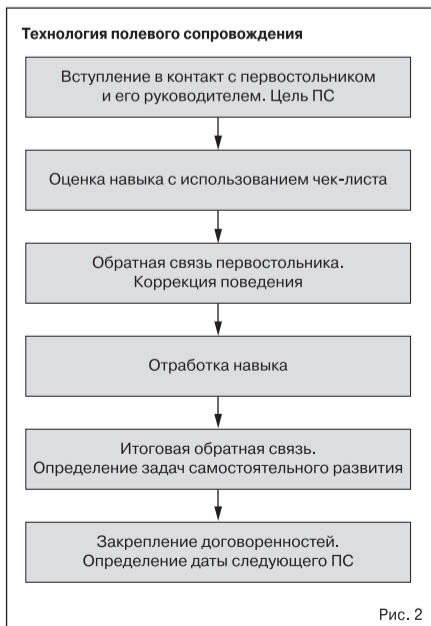 Технология полевого сопровождения
Вступление в контакт с первостольником
и его руководителем. Цель ПС
Оценка навыка с использованием чек-листа
Обратная связь первостольника.
Коррекция поведения
Отработка навыка
Итоговая обратная связь.
Определение задач самостоятельного развития
Закрепление договоренностей.
Определение даты следующего ПС
Рис. 2